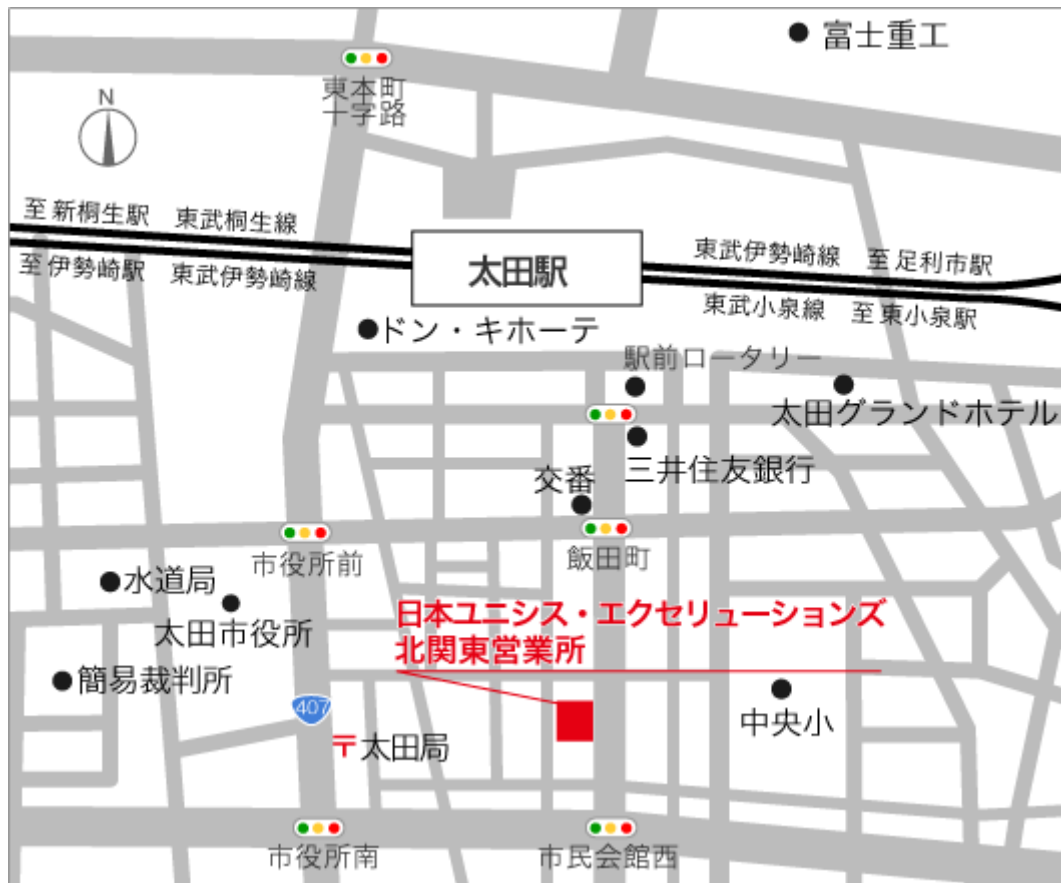 富士重工
東本町
十字路
N
至 新桐生駅 東武桐生線
至 伊勢崎駅 東武伊勢崎線
太田駅
東武伊勢崎線 至 足利市駅
東武小泉線 至 東小泉駅
ドン・キホーテ
駅前ロータリー
太田グランドホテル
三井住友銀行
交番
市役所前
飯田町
水道局
太田市役所
日本ユニシス・エクセリューションズ
北関東営業所
簡易裁判所
407
〒太田局
中央小
市役所南
市民会館西